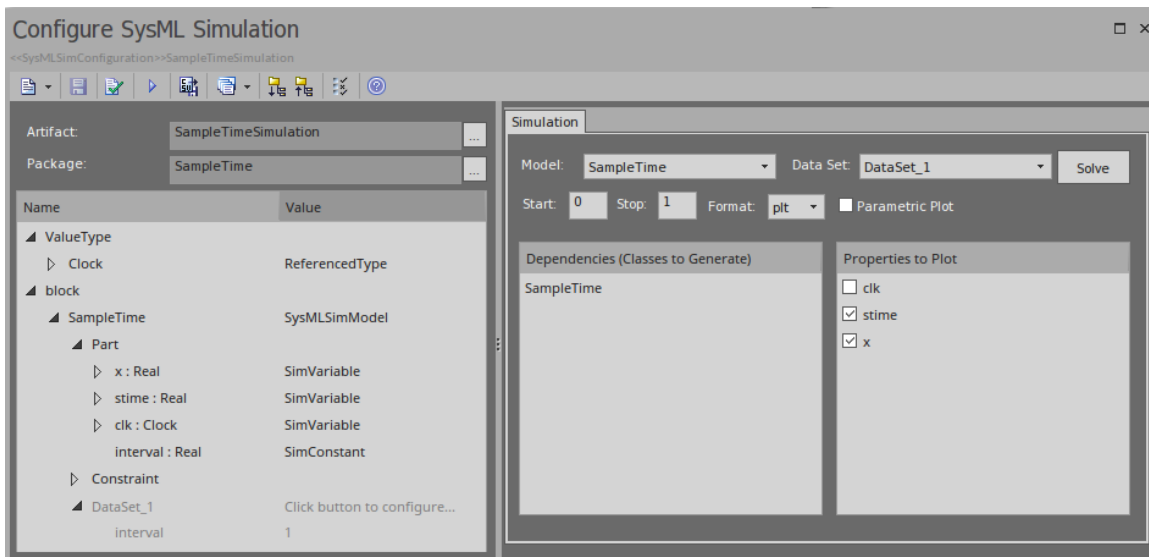 Configure SysML Simulation
<<SysMLSimConfiguration>>SampleTimeSimulation
Artifact: SampleTimeSimulation ...
Package: SampleTime ...
Name Value
ValueType
Clock ReferencedType
block
SampleTime SysMLSimModel
Part
x : Real SimVariable
stime : Real SimVariable
clk : Clock SimVariable
interval : Real SimConstant
Constraint
DataSet_1 Click button to configure...
interval 1
Simulation
Model: SampleTime Data Set: DataSet_1 Solve
Start: 0 Stop: 1 Format: plt Parametric Plot
Dependencies (Classes to Generate)
SampleTime
Properties to Plot
clk
stime
x